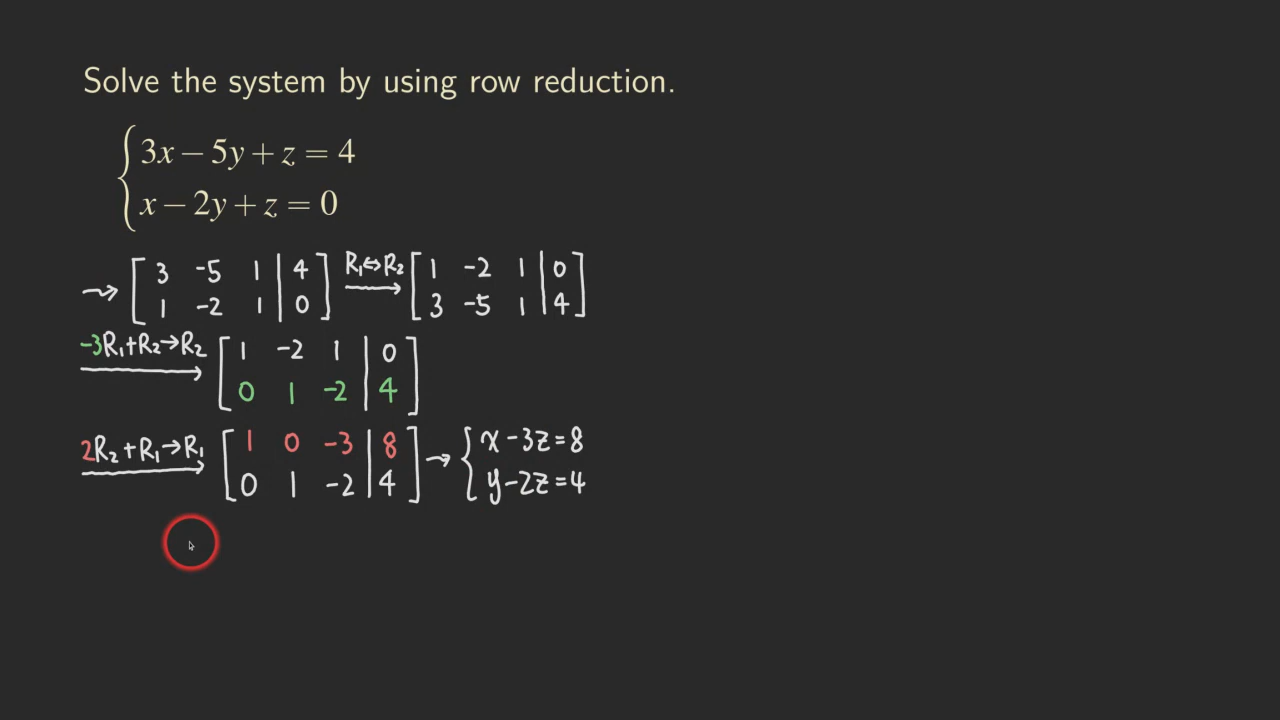 Solve the system by using row reduction.
3x − 5y + z = 4
x − 2y + z = 0
⇝ [ 3 -5 1 | 4 ] R₁↔R₂ → [ 1 -2 1 | 0 ]
[ 1 -2 1 | 0 ] [ 3 -5 1 | 4 ]
-3R₁+R₂→R₂ [ 1 -2 1 | 0 ]
[ 0 1 -2 | 4 ]
2R₂+R₁→R₁ [ 1 0 -3 | 8 ] → { x-3z=8
[ 0 1 -2 | 4 ] y-2z=4